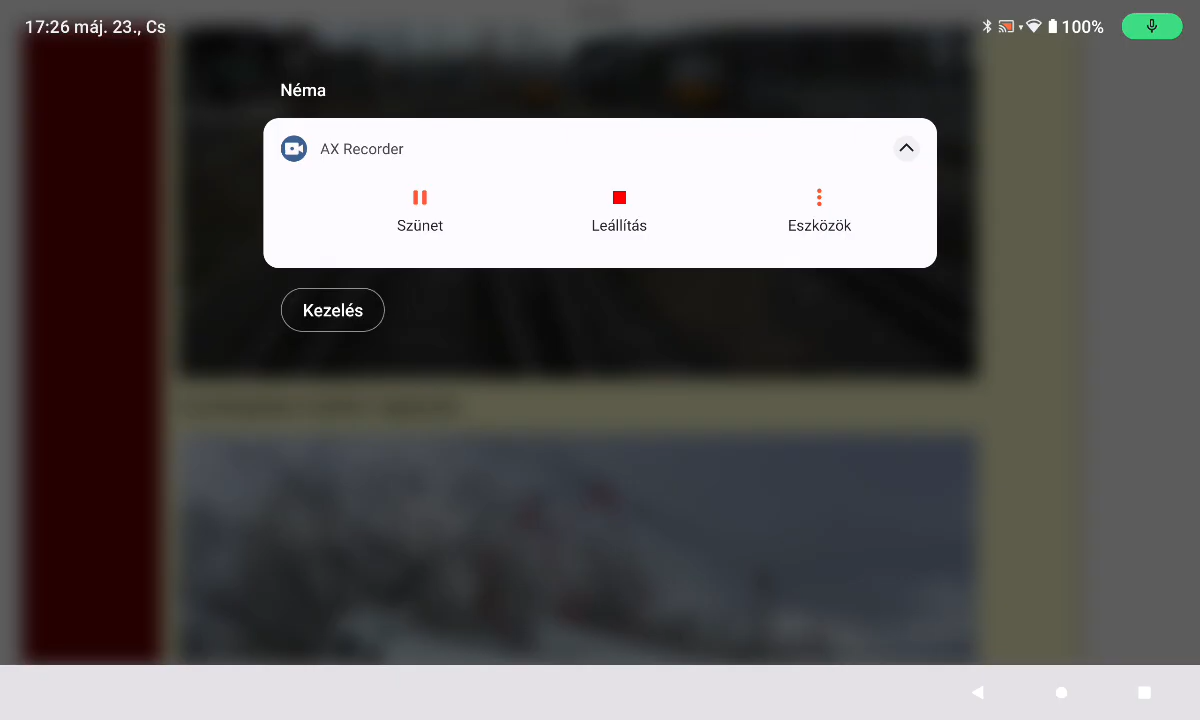 17:26 máj. 23., Cs
100%
Néma
AX Recorder
Szünet
Leállítás
Eszközök
Kezelés